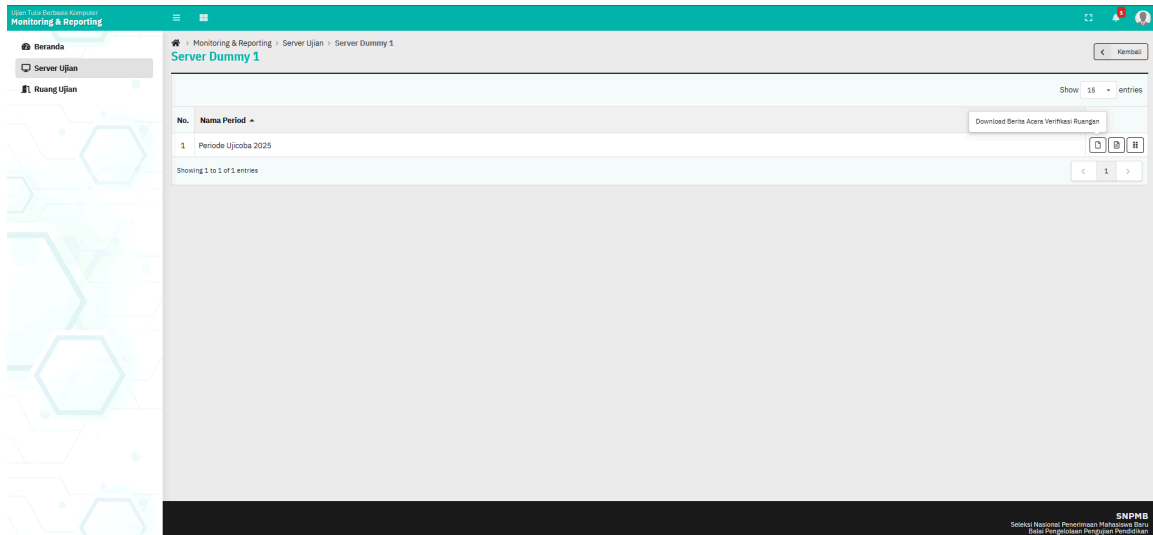 Ujian Tulis Berbasis Komputer
Monitoring & Reporting
1
Beranda
Server Ujian
Ruang Ujian
> Monitoring & Reporting > Server Ujian > Server Dummy 1
Server Dummy 1
< Kembali
Show 15 entries
No. Nama Period
Download Berita Acara Verifikasi Ruangan
1 Periode Ujicoba 2025
Showing 1 to 1 of 1 entries
< 1 >
SNPMB
Seleksi Nasional Penerimaan Mahasiswa Baru
Balai Pengelolaan Pengujian Pendidikan